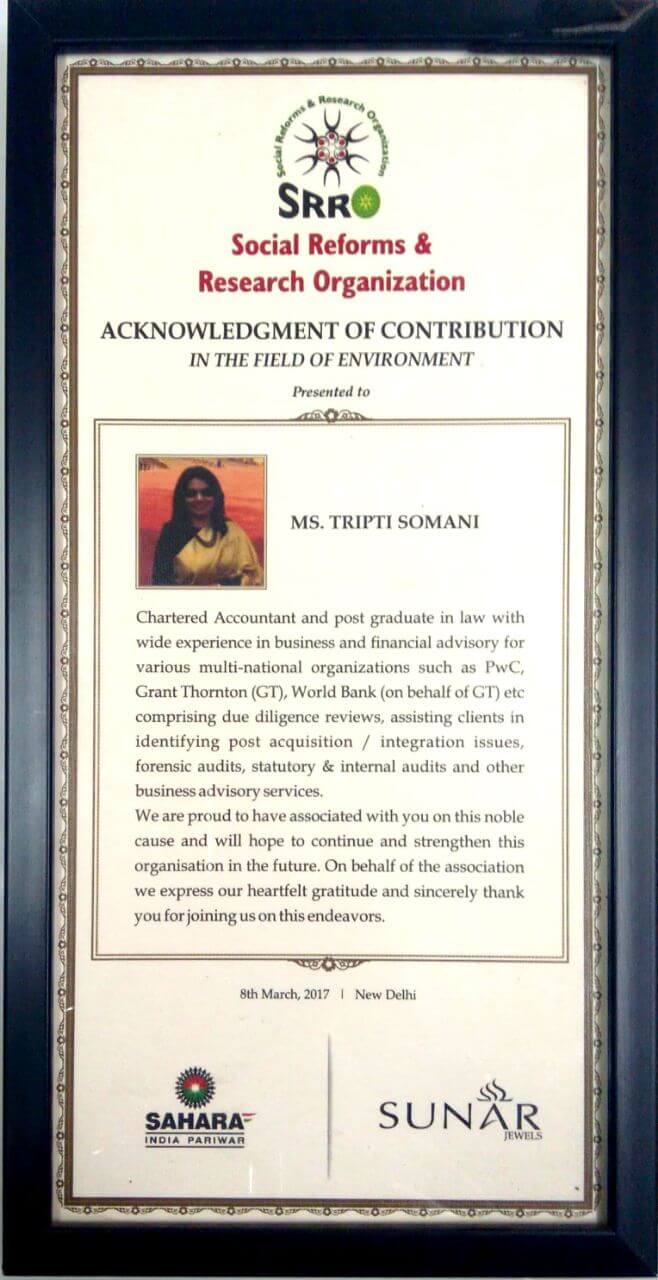 Social Reforms & Research Organization
SRRO
Social Reforms &
Research Organization
ACKNOWLEDGMENT OF CONTRIBUTION
IN THE FIELD OF ENVIRONMENT
Presented to
MS. TRIPTI SOMANI
Chartered Accountant and post graduate in law with
wide experience in business and financial advisory for
various multi-national organizations such as PwC,
Grant Thornton (GT), World Bank (on behalf of GT) etc
comprising due diligence reviews, assisting clients in
identifying post acquisition / integration issues,
forensic audits, statutory & internal audits and other
business advisory services.
We are proud to have associated with you on this noble
cause and will hope to continue and strengthen this
organisation in the future. On behalf of the association
we express our heartfelt gratitude and sincerely thank
you for joining us on this endeavors.
8th March, 2017 | New Delhi
SAHARA
INDIA PARIWAR
SUNAR
JEWELS